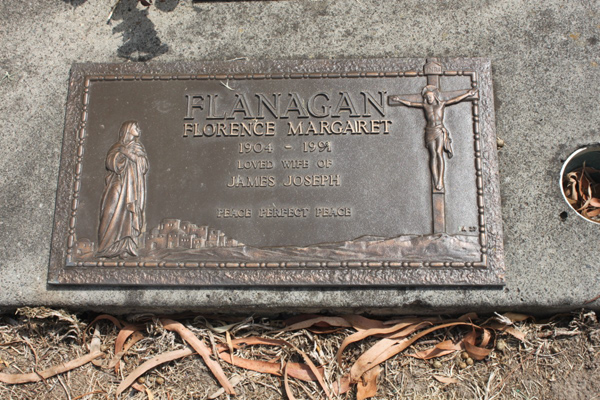 FLANAGAN
FLORENCE MARGARET
1904 - 1991
LOVED WIFE OF
JAMES JOSEPH
PEACE PERFECT PEACE